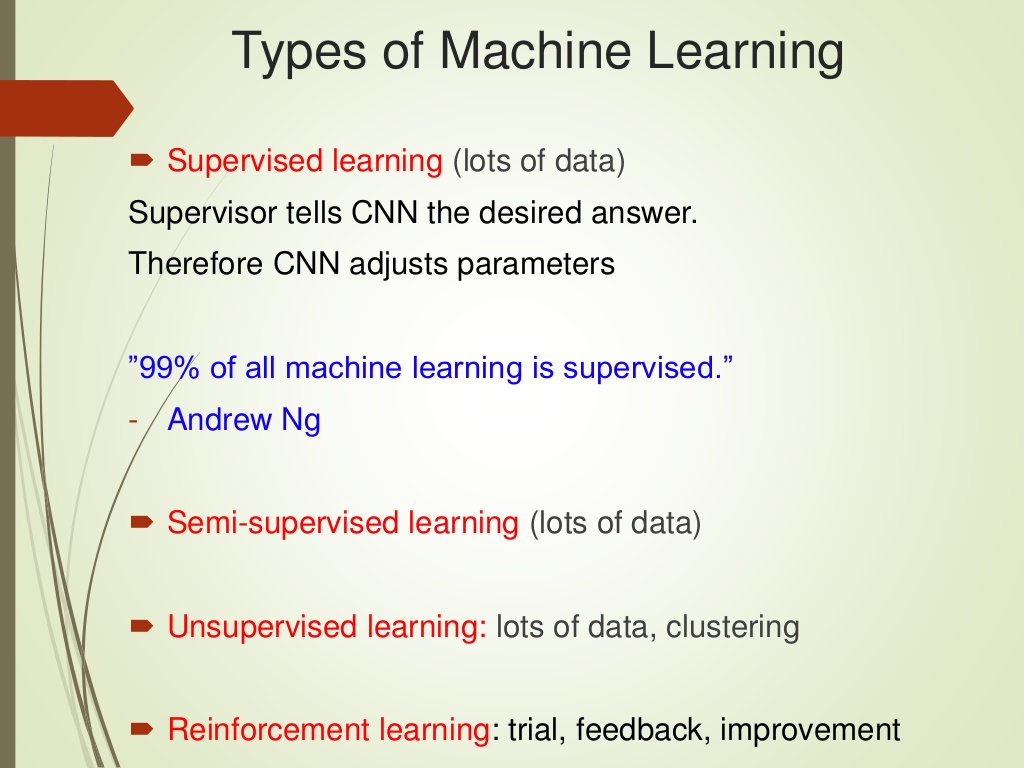 Types of Machine Learning
Supervised learning (lots of data)
Supervisor tells CNN the desired answer.
Therefore CNN adjusts parameters
”99% of all machine learning is supervised.”
- Andrew Ng
Semi-supervised learning (lots of data)
Unsupervised learning: lots of data, clustering
Reinforcement learning: trial, feedback, improvement